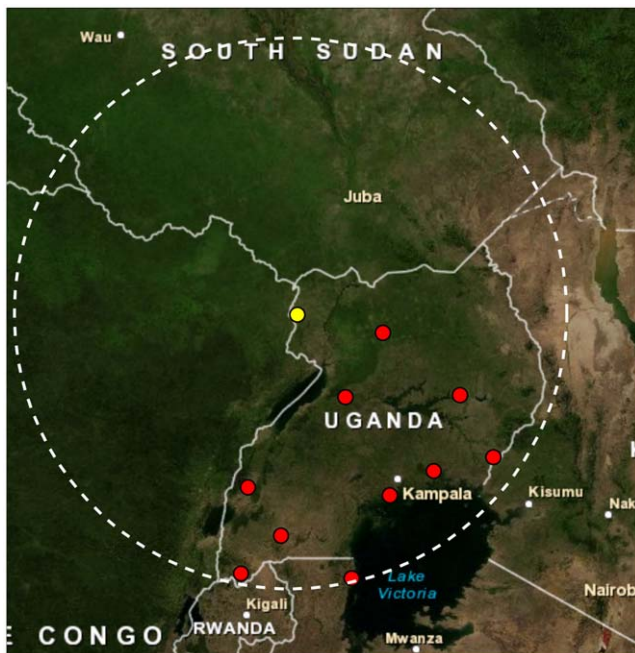 Wau
SOUTH SUDAN
Juba
UGANDA
Kampala
Kisumu
Nak
Lake
Victoria
Nairob
Kigali
E CONGO
RWANDA
Mwanza